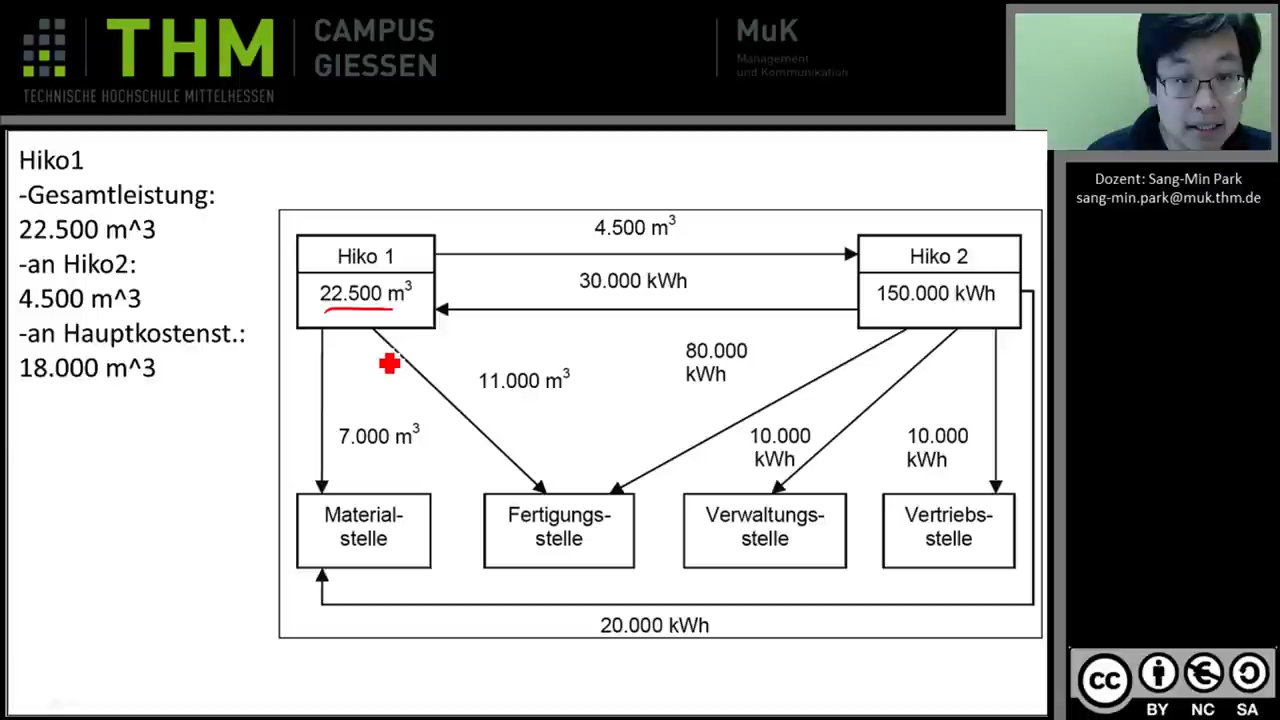 THM
CAMPUS
GIESSEN
TECHNISCHE HOCHSCHULE MITTELHESSEN
MuK
Management
und Kommunikation
Dozent: Sang-Min Park
sang-min.park@muk.thm.de
Hiko1
-Gesamtleistung:
22.500 m^3
-an Hiko2:
4.500 m^3
-an Hauptkostenst.:
18.000 m^3
4.500 m³
Hiko 1
Hiko 2
30.000 kWh
22.500 m³
150.000 kWh
80.000
kWh
11.000 m³
7.000 m³
10.000
kWh
10.000
kWh
Material-
stelle
Fertigungs-
stelle
Verwaltungs-
stelle
Vertriebs-
stelle
20.000 kWh
CC
BY NC SA